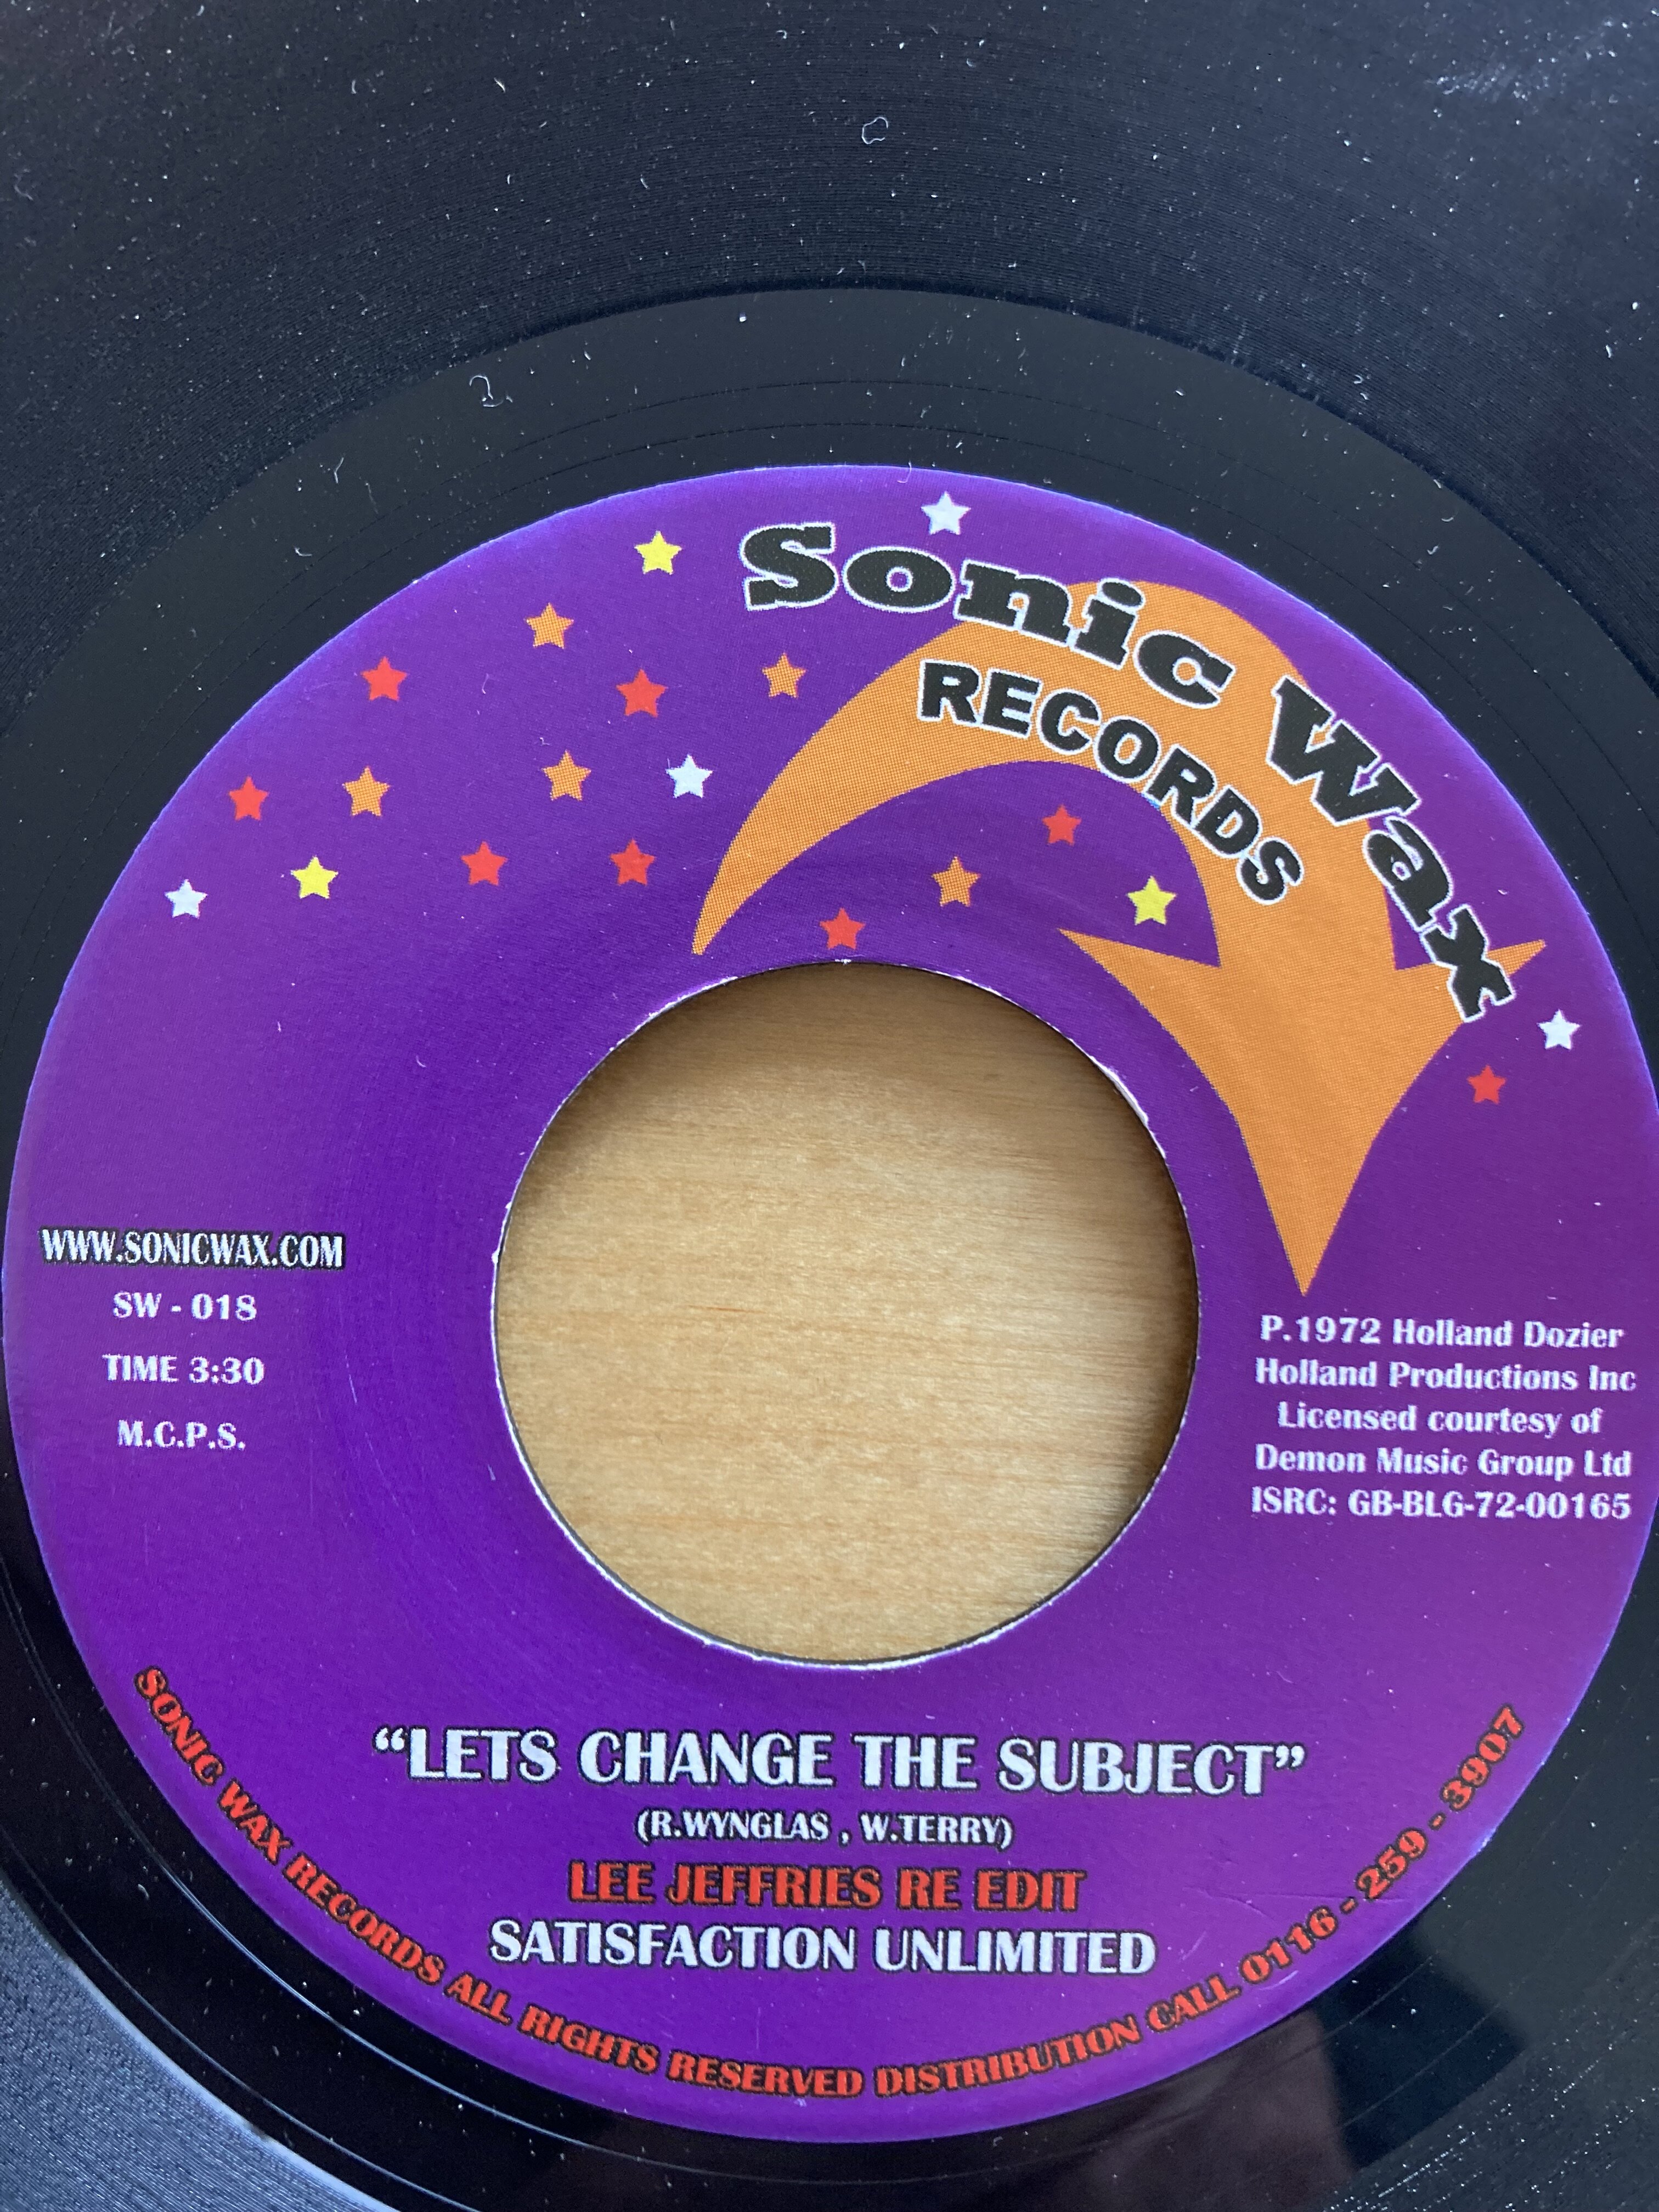 Sonic Wax
RECORDS
WWW.SONICWAX.COM
SW - 018
TIME 3:30
M.C.P.S.
P.1972 Holland Dozier
Holland Productions Inc
Licensed courtesy of
Demon Music Group Ltd
ISRC: GB-BLG-72-00165
“LETS CHANGE THE SUBJECT”
(R.WYNGLAS , W.TERRY)
LEE JEFFRIES RE EDIT
SATISFACTION UNLIMITED
SONIC WAX RECORDS ALL RIGHTS RESERVED DISTRIBUTION CALL 0116 - 259 - 3907